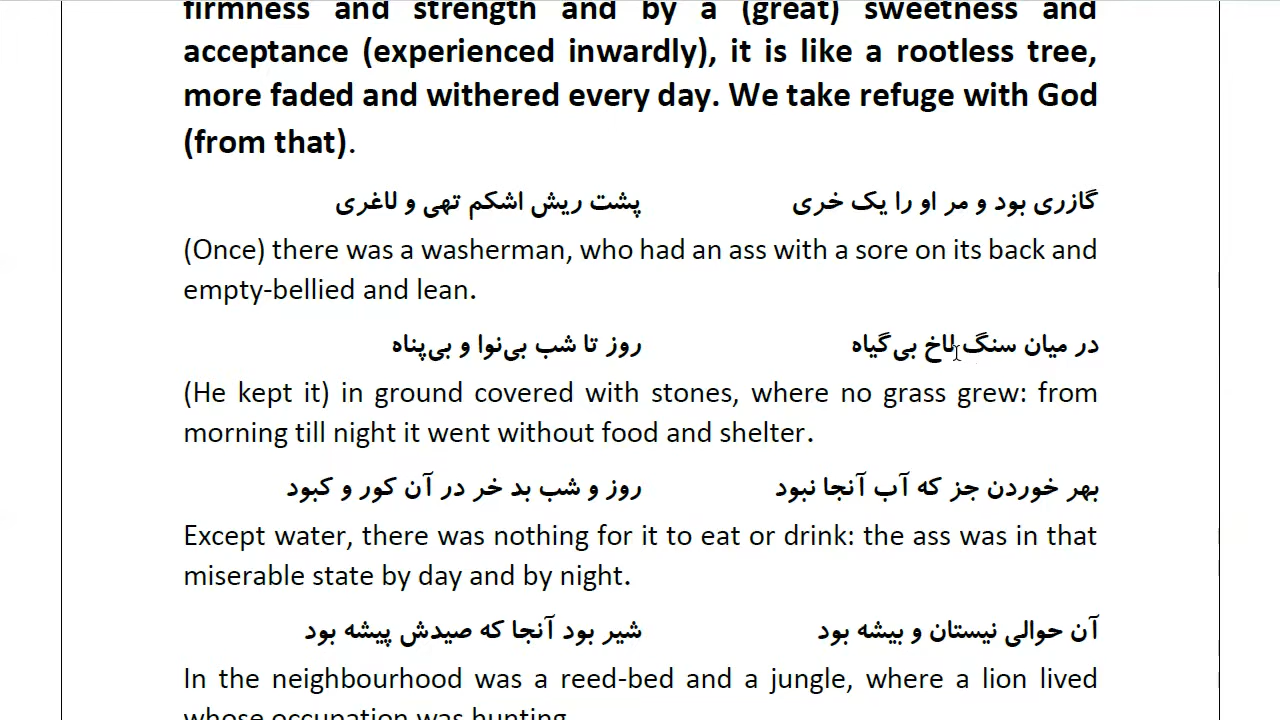 firmness and strength and by a (great) sweetness and
acceptance (experienced inwardly), it is like a rootless tree,
more faded and withered every day. We take refuge with God
(from that).
گازری بود و مر او را یک خری پشت ریش اشکم تهی و لاغری
(Once) there was a washerman, who had an ass with a sore on its back and
empty-bellied and lean.
در میان سنگ لاخ بی‌گیاه روز تا شب بی‌نوا و بی‌پناه
(He kept it) in ground covered with stones, where no grass grew: from
morning till night it went without food and shelter.
بهر خوردن جز که آب آنجا نبود روز و شب بد خر در آن کور و کبود
Except water, there was nothing for it to eat or drink: the ass was in that
miserable state by day and by night.
آن حوالی نیستان و بیشه بود شیر بود آنجا که صیدش پیشه بود
In the neighbourhood was a reed-bed and a jungle, where a lion lived
whose occupation was hunting.